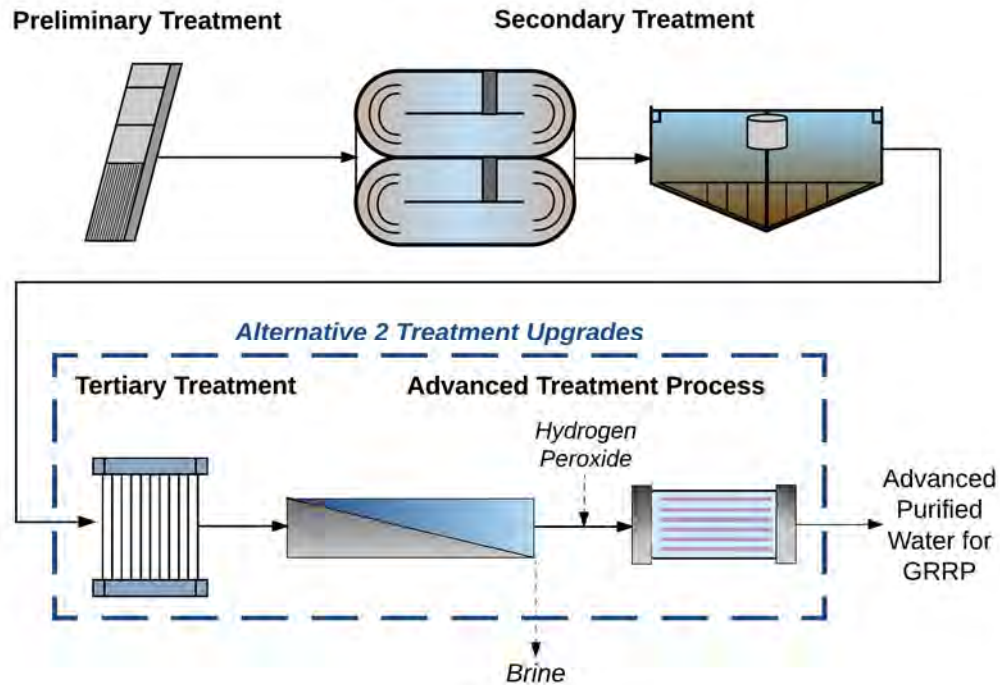 Preliminary Treatment
Secondary Treatment
Alternative 2 Treatment Upgrades
Tertiary Treatment
Advanced Treatment Process
Hydrogen
Peroxide
Advanced
Purified
Water for
GRRP
Brine